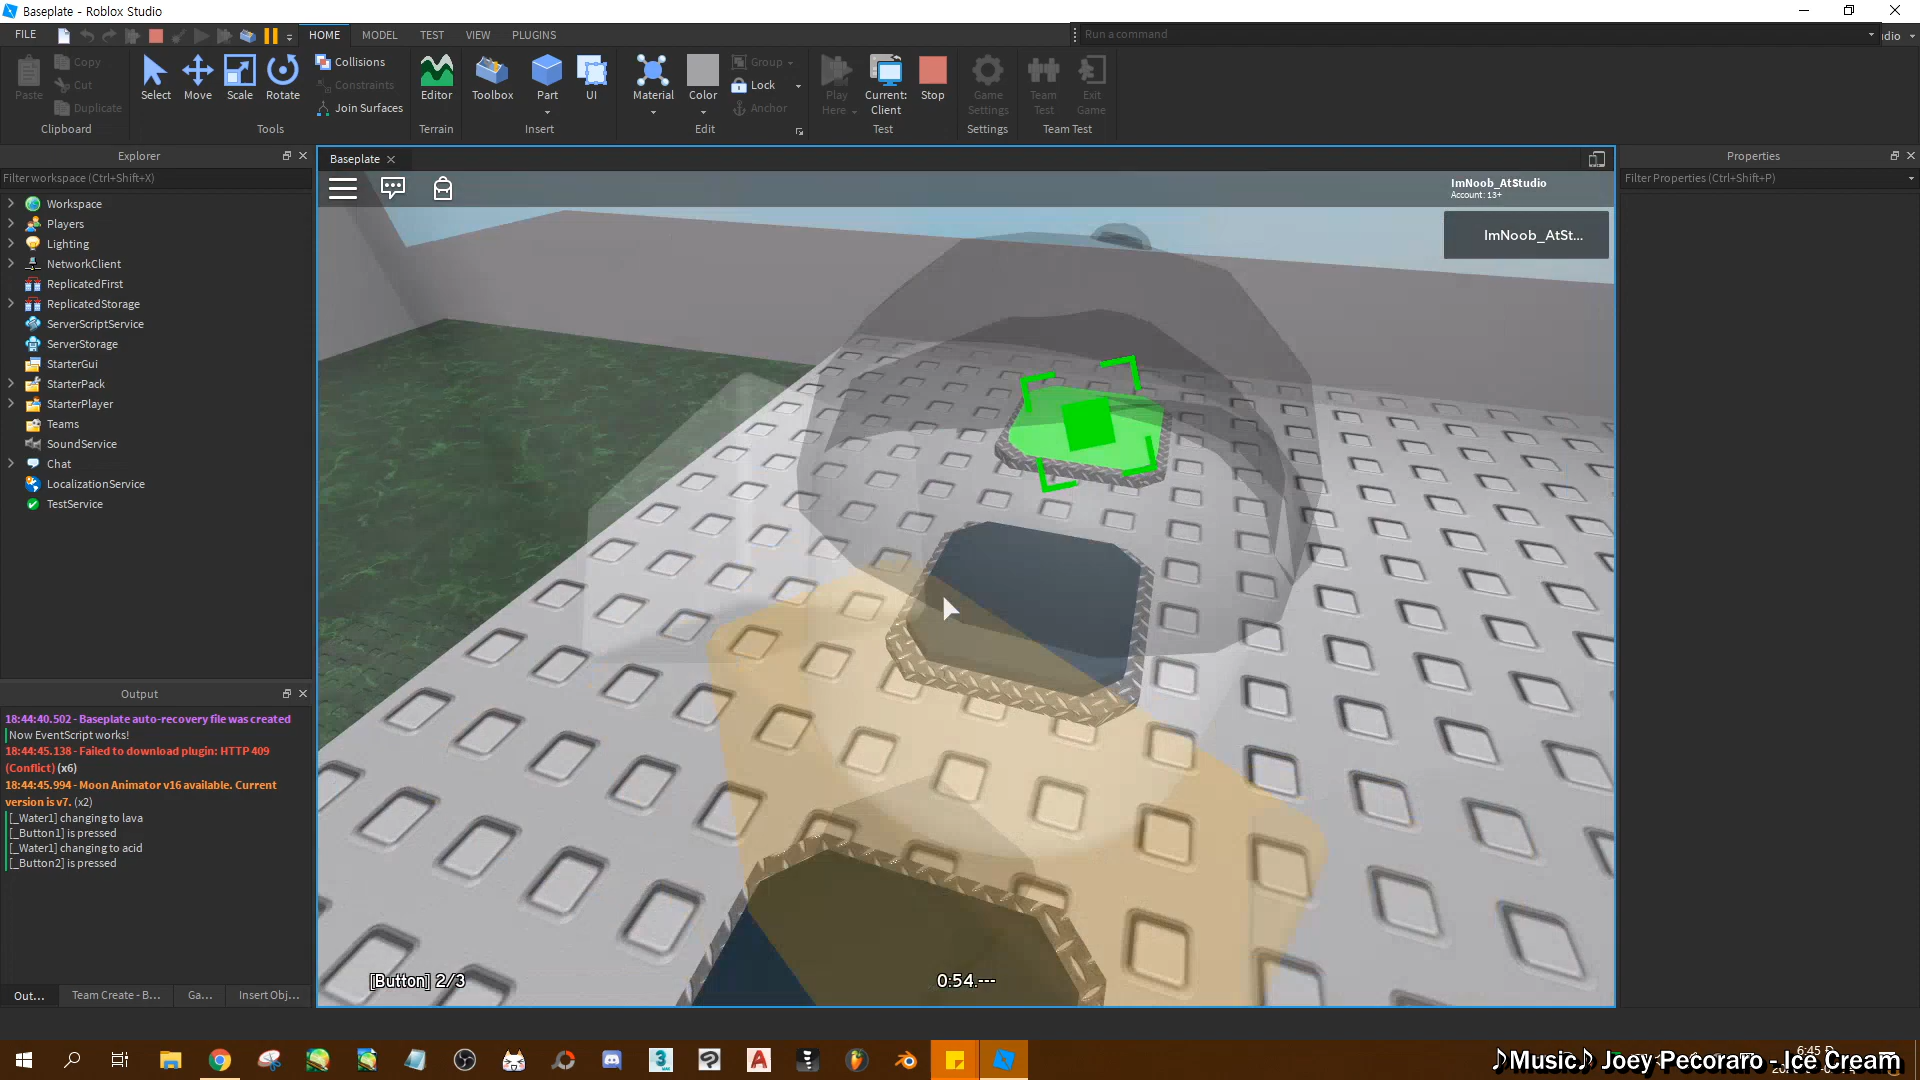 Baseplate - Roblox Studio
FILE HOME MODEL TEST VIEW PLUGINS Run a command dio
Paste Copy Cut Duplicate Clipboard
Select Move Scale Rotate Collisions Constraints Join Surfaces Tools
Editor Terrain
Toolbox Part UI Insert
Material Color Group Lock Anchor Edit
Play Here Current: Client Stop Test
Game Settings Settings
Team Test Exit Game Team Test
Explorer
Filter workspace (Ctrl+Shift+X)
Workspace
Players
Lighting
NetworkClient
ReplicatedFirst
ReplicatedStorage
ServerScriptService
ServerStorage
StarterGui
StarterPack
StarterPlayer
Teams
SoundService
Chat
LocalizationService
TestService
Output
18:44:40.502 - Baseplate auto-recovery file was created
Now EventScript works!
18:44:45.138 - Failed to download plugin: HTTP 409
(Conflict) (x6)
18:44:45.994 - Moon Animator v16 available. Current
version is v7. (x2)
[_Water1] changing to lava
[_Button1] is pressed
[_Water1] changing to acid
[_Button2] is pressed
Out... Team Create - B... Ga... Insert Obj...
Baseplate
ImNoob_AtStudio
Account: 13+
ImNoob_AtSt...
[Button] 2/3
0:54.---
Properties
Filter Properties (Ctrl+Shift+P)
♪Music♪ Joey Pecoraro - Ice Cream